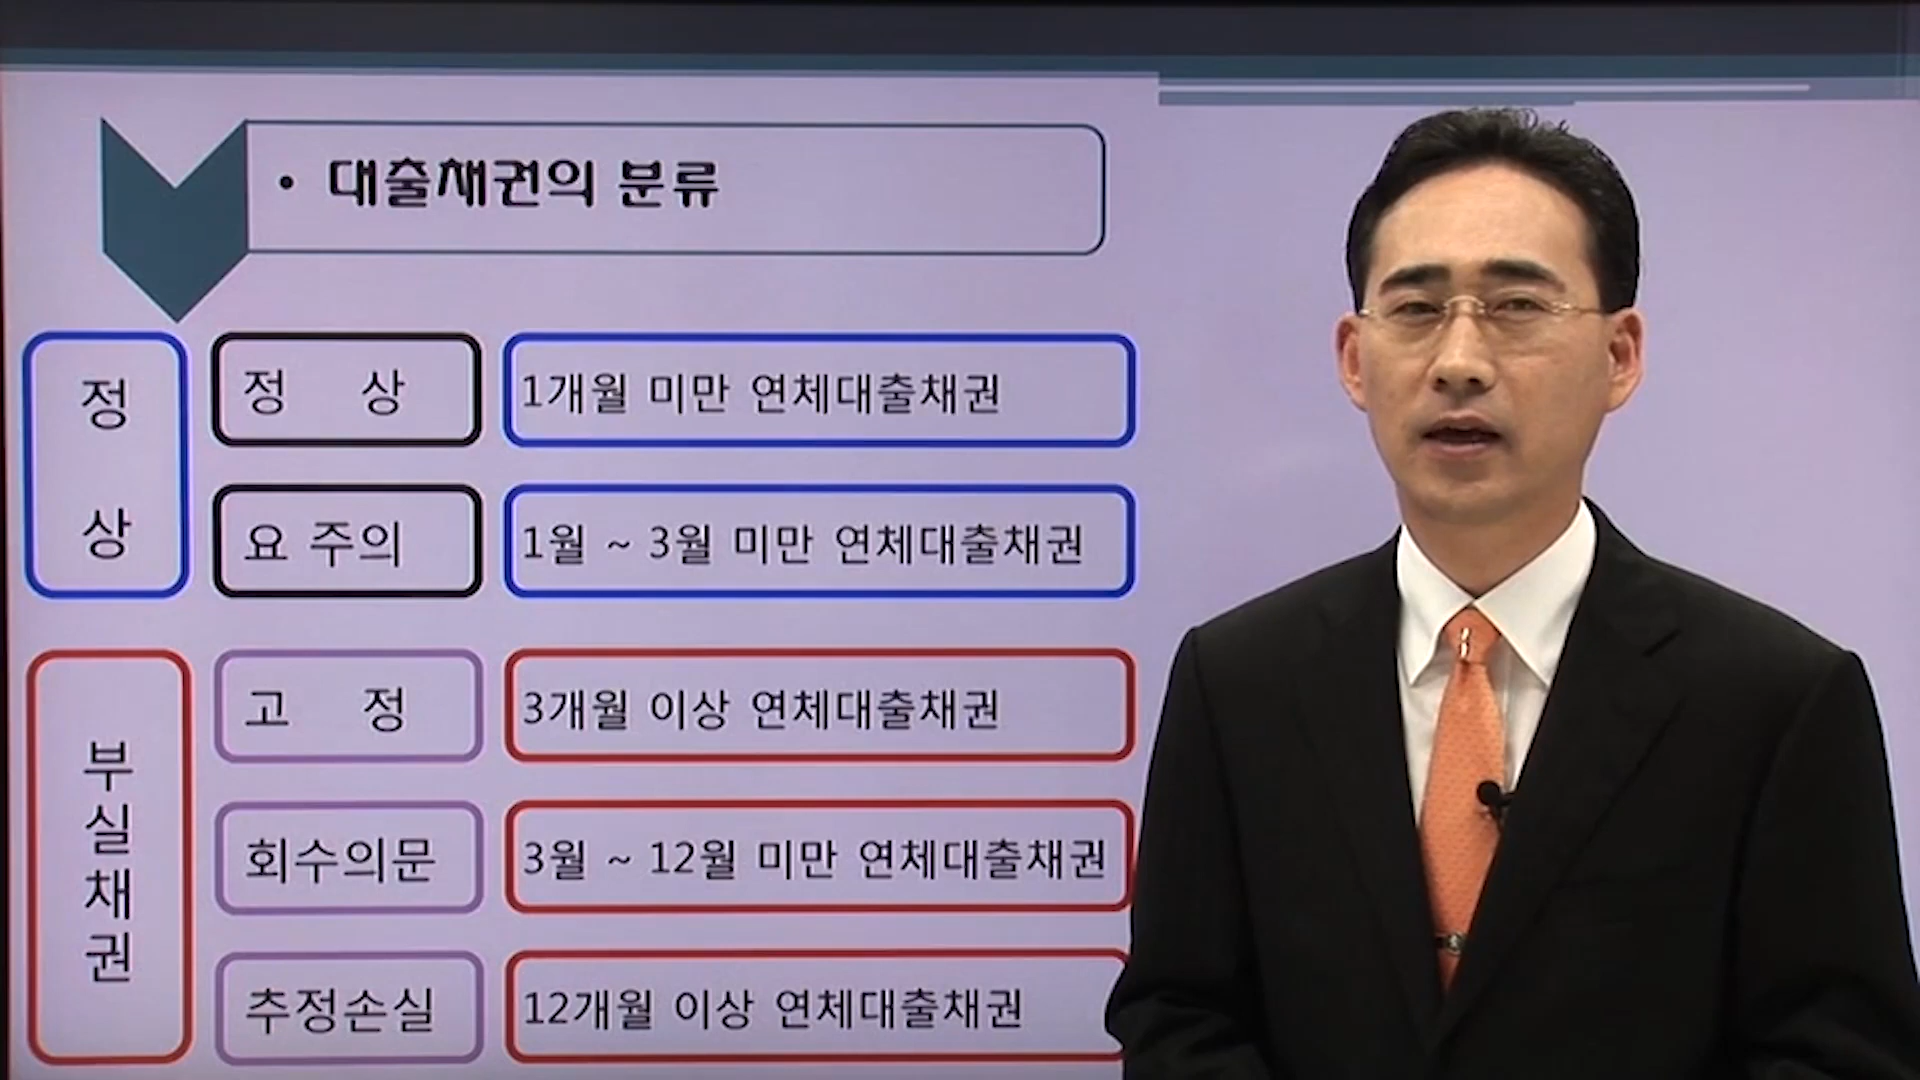 • 대출채권의 분류
정상
정 상
1개월 미만 연체대출채권
요 주의
1월 ~ 3월 미만 연체대출채권
부실채권
고 정
3개월 이상 연체대출채권
회수의문
3월 ~ 12월 미만 연체대출채권
추정손실
12개월 이상 연체대출채권